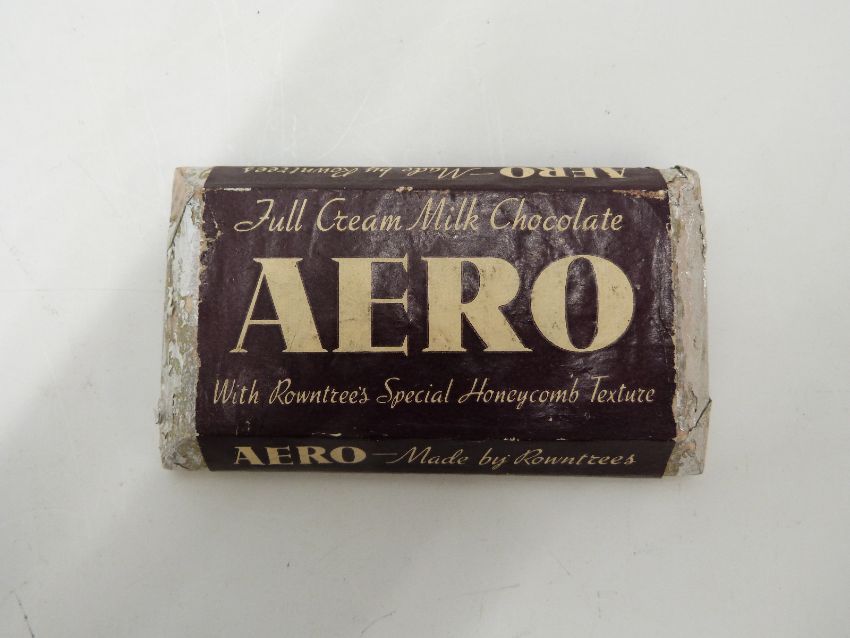 AERO — Made by Rowntrees
Full Cream Milk Chocolate
AERO
With Rowntree's Special Honeycomb Texture
AERO — Made by Rowntrees